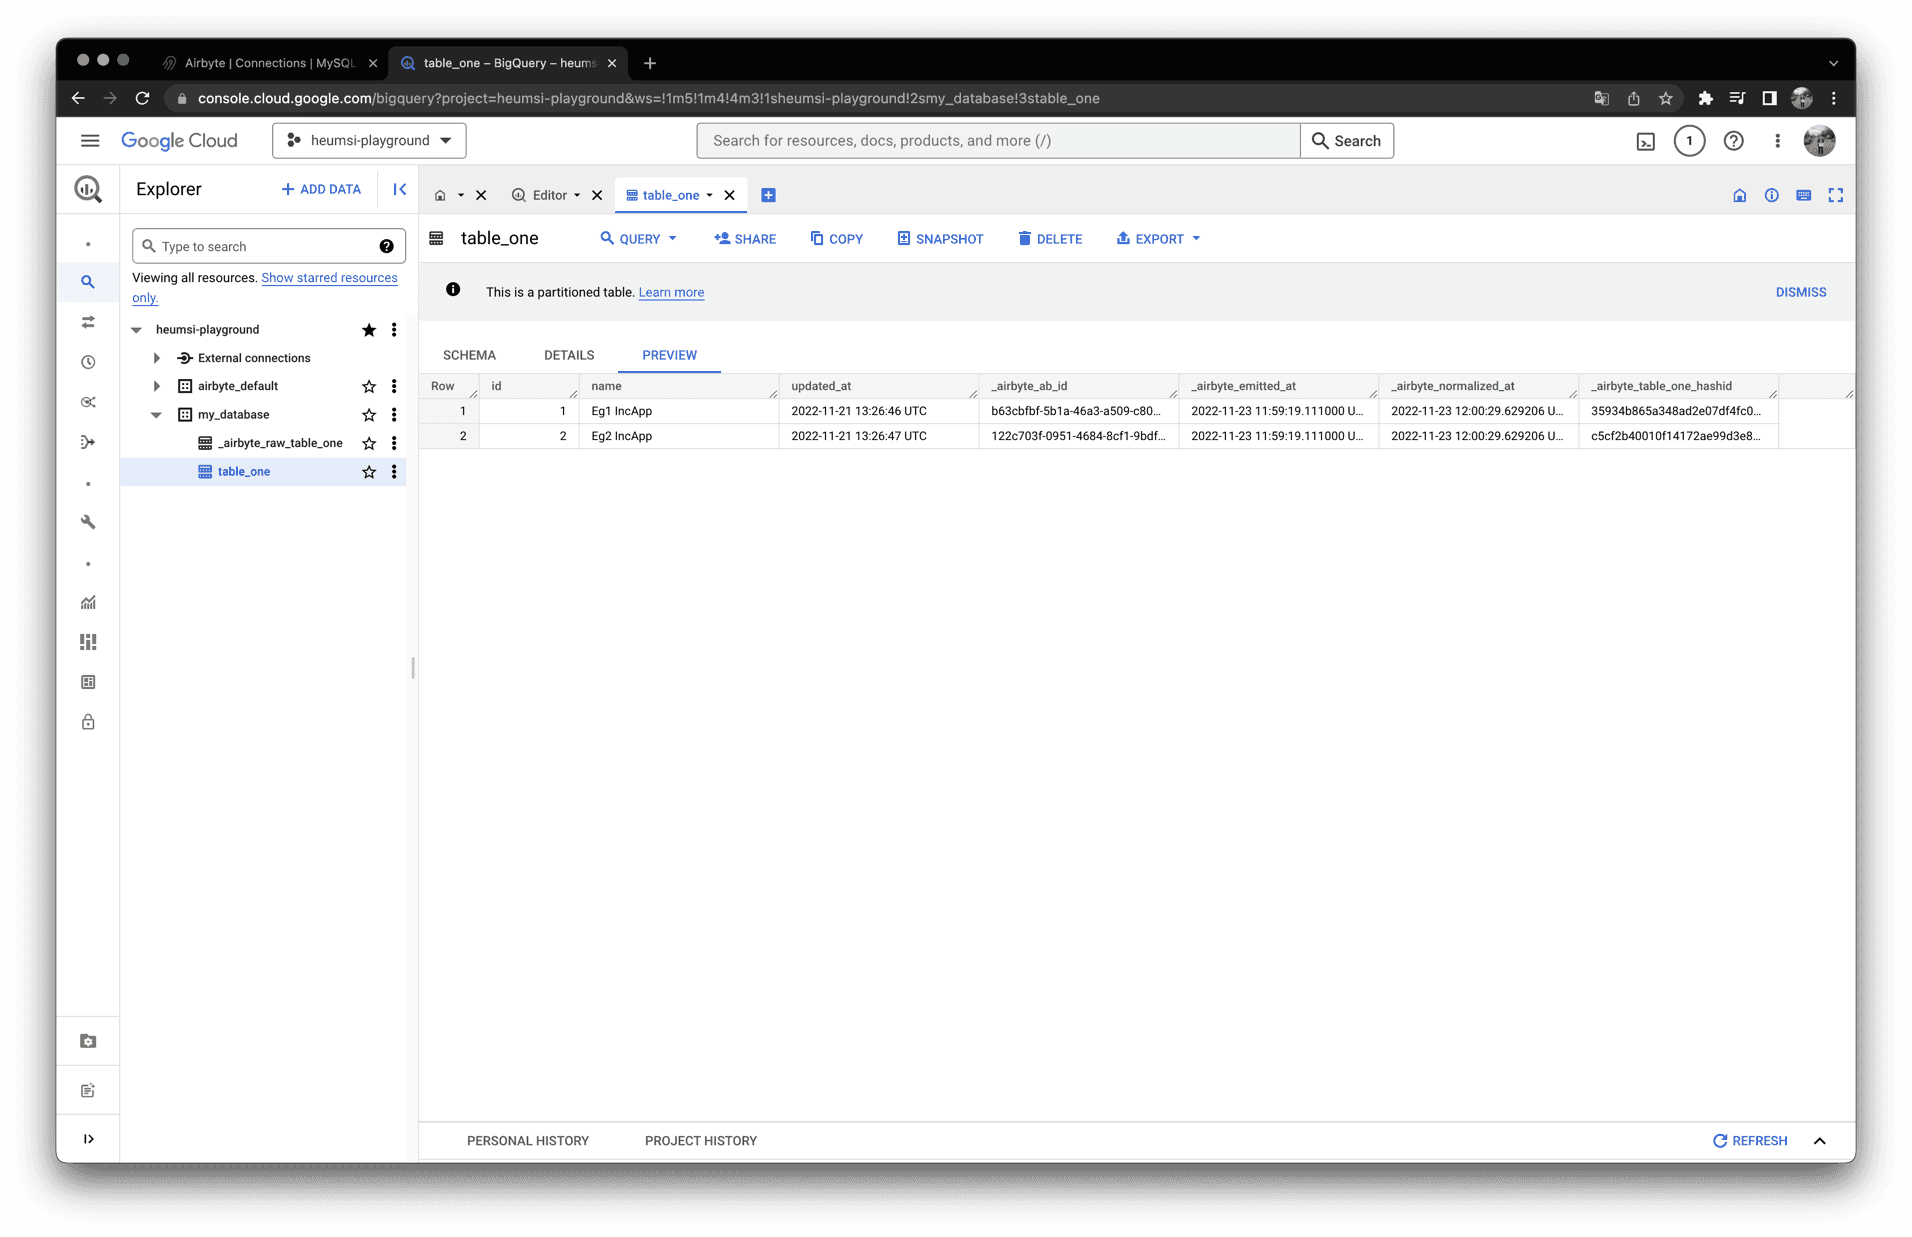 Airbyte | Connections | MySQL
table_one – BigQuery – heums
console.cloud.google.com/bigquery?project=heumsi-playground&ws=!1m5!1m4!4m3!1sheumsi-playground!2smy_database!3stable_one
Google Cloud
heumsi-playground
Search for resources, docs, products, and more (/)
Search
1
Explorer
ADD DATA
Editor
table_one
Type to search
Viewing all resources. Show starred resources
only.
heumsi-playground
External connections
airbyte_default
my_database
_airbyte_raw_table_one
table_one
table_one
QUERY
SHARE
COPY
SNAPSHOT
DELETE
EXPORT
This is a partitioned table. Learn more
DISMISS
SCHEMA DETAILS PREVIEW
Row id name updated_at _airbyte_ab_id _airbyte_emitted_at _airbyte_normalized_at _airbyte_table_one_hashid
1 1 Eg1 IncApp 2022-11-21 13:26:46 UTC b63cbfbf-5b1a-46a3-a509-c80... 2022-11-23 11:59:19.111000 U... 2022-11-23 12:00:29.629206 U... 35934b865a348ad2e07df4fc0...
2 2 Eg2 IncApp 2022-11-21 13:26:47 UTC 122c703f-0951-4684-8cf1-9bdf... 2022-11-23 11:59:19.111000 U... 2022-11-23 12:00:29.629206 U... c5cf2b40010f14172ae99d3e8...
PERSONAL HISTORY PROJECT HISTORY
REFRESH